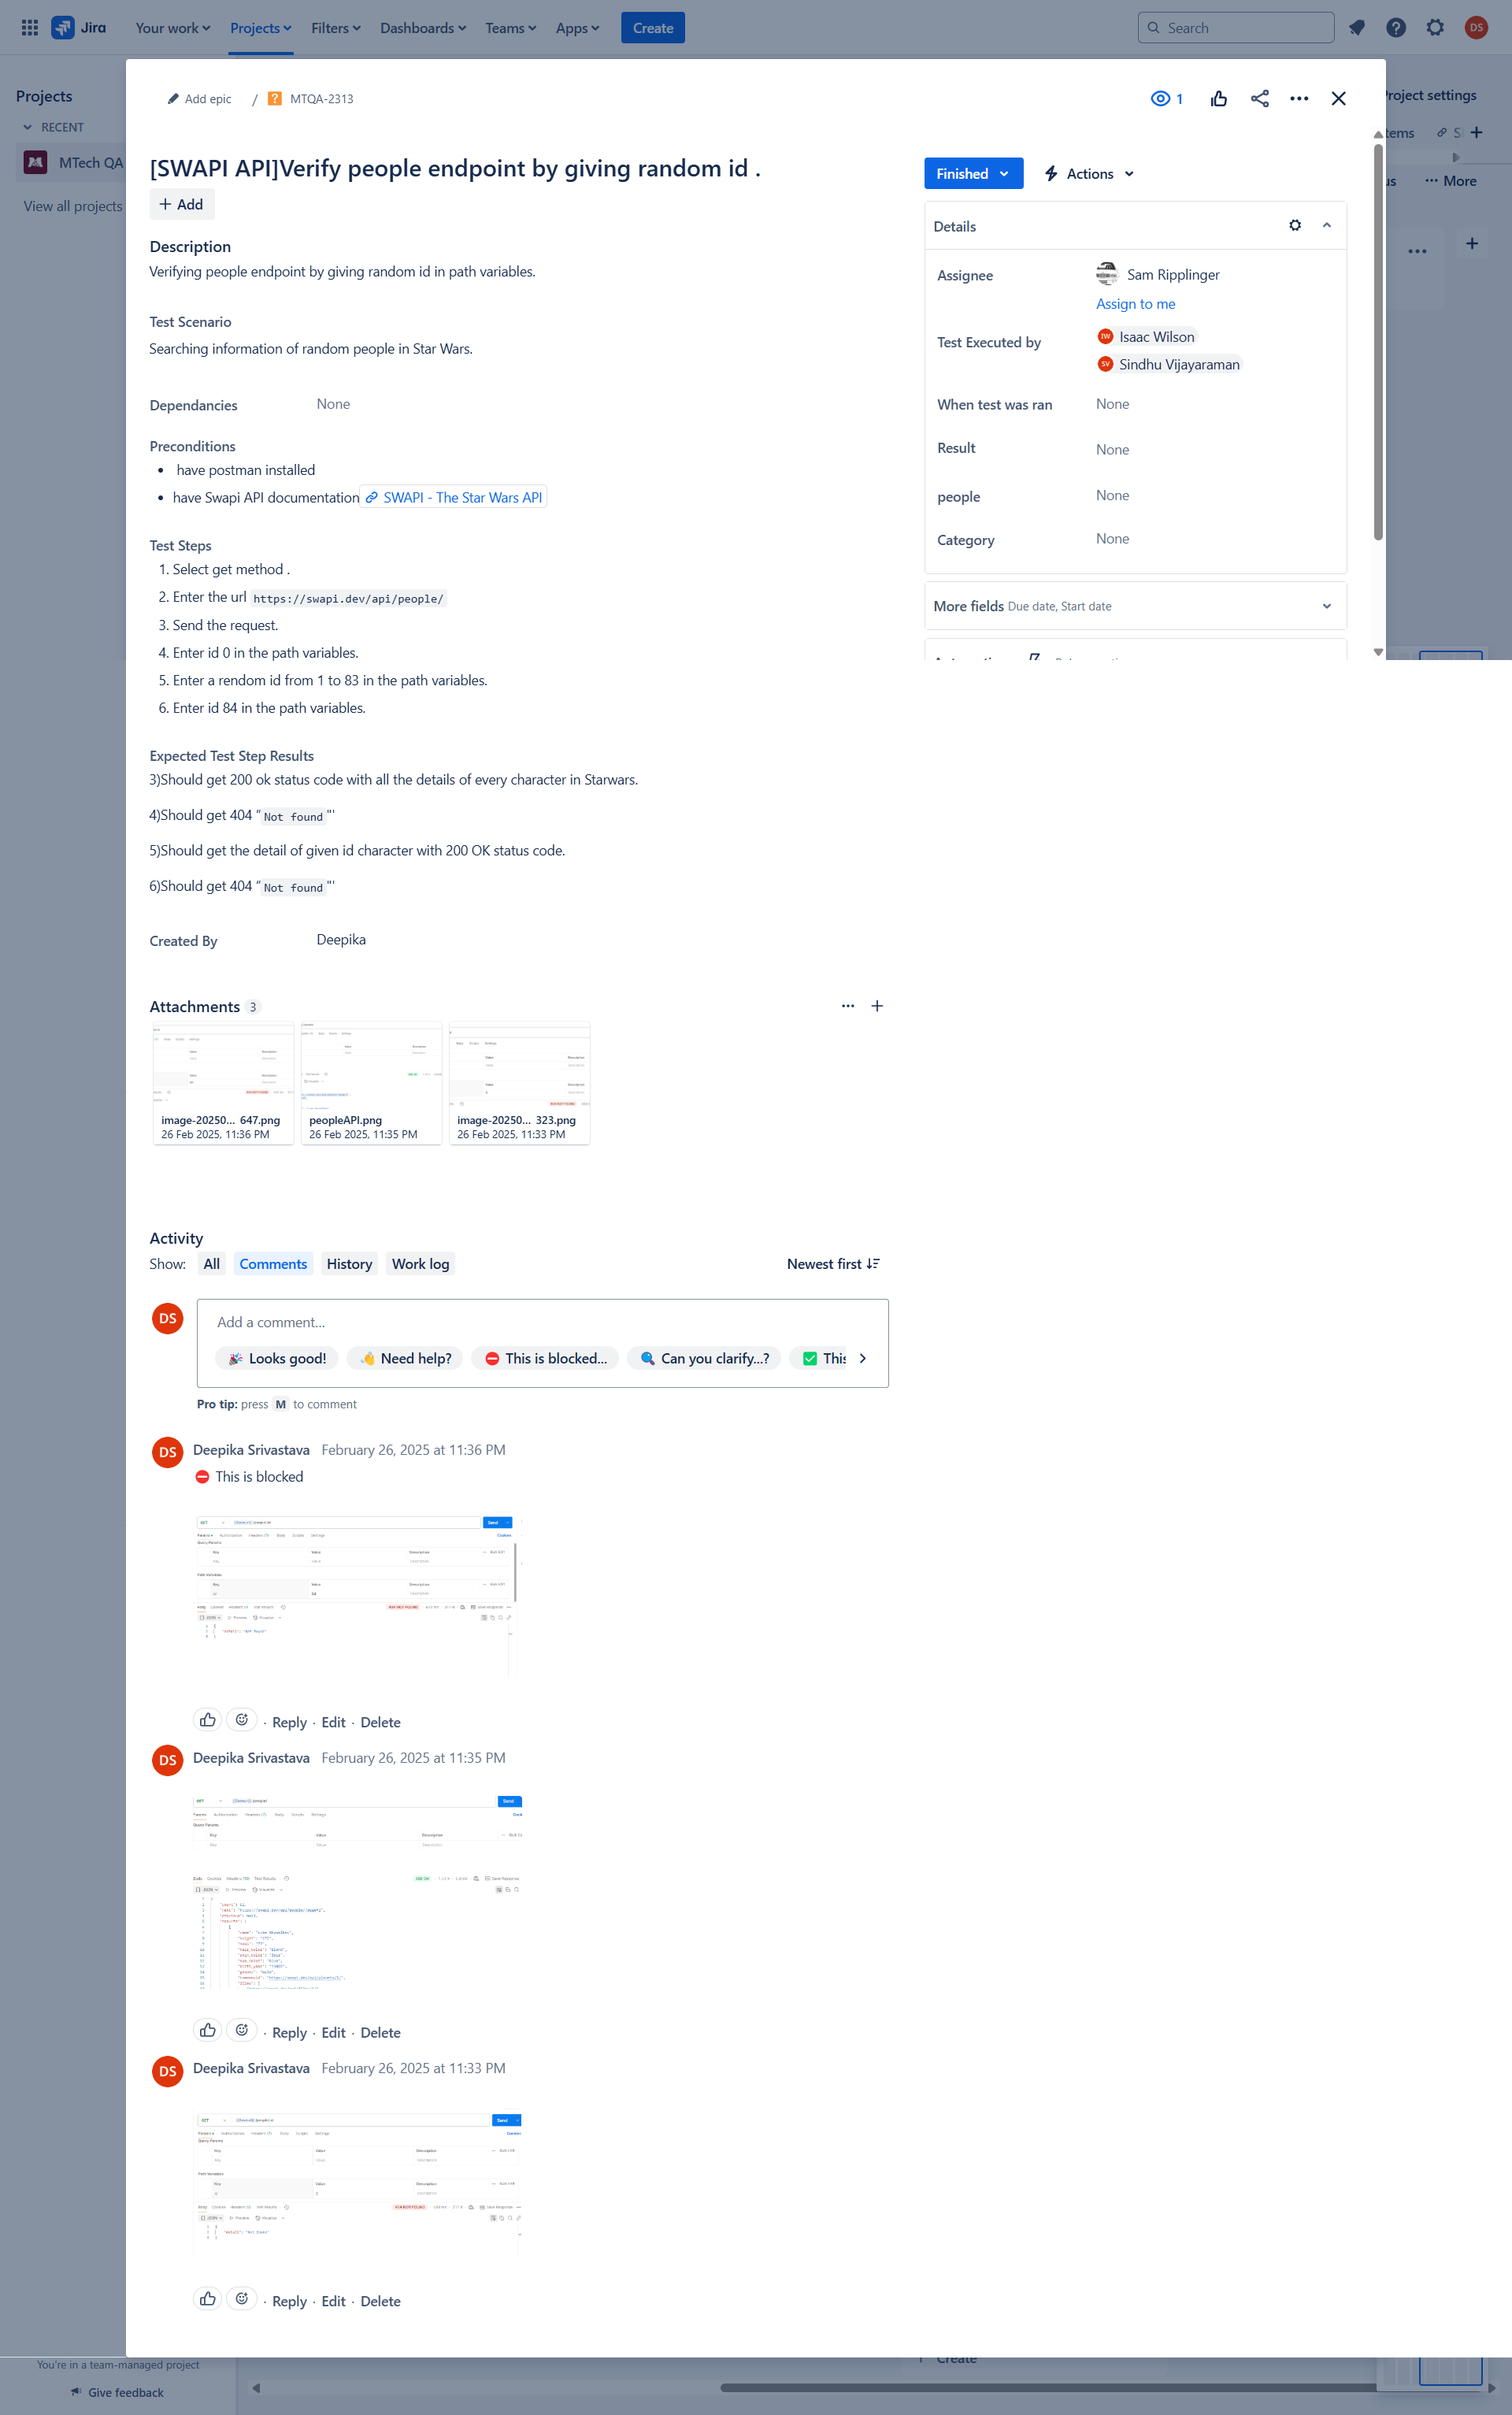 Jira
Your work
Projects
Filters
Dashboards
Teams
Apps
Create
Search
DS
Projects
RECENT
MTech QA
View all projects
Add epic
/
MTQA-2313
1
Project settings
More
[SWAPI API]Verify people endpoint by giving random id .
Add
Finished
Actions
Description
Verifying people endpoint by giving random id in path variables.
Test Scenario
Searching information of random people in Star Wars.
Dependancies
None
Preconditions
• have postman installed
• have Swapi API documentation SWAPI - The Star Wars API
Test Steps
1. Select get method .
2. Enter the url https://swapi.dev/api/people/
3. Send the request.
4. Enter id 0 in the path variables.
5. Enter a rendom id from 1 to 83 in the path variables.
6. Enter id 84 in the path variables.
Expected Test Step Results
3)Should get 200 ok status code with all the details of every character in Starwars.
4)Should get 404 “Not found"'
5)Should get the detail of given id character with 200 OK status code.
6)Should get 404 “Not found"'
Created By
Deepika
Details
Assignee
Sam Ripplinger
Assign to me
Test Executed by
IW Isaac Wilson
SV Sindhu Vijayaraman
When test was ran
None
Result
None
people
None
Category
None
More fields Due date, Start date
Attachments 3
image-20250... 647.png
26 Feb 2025, 11:36 PM
peopleAPI.png
26 Feb 2025, 11:35 PM
image-20250... 323.png
26 Feb 2025, 11:33 PM
Activity
Show:
All
Comments
History
Work log
Newest first
DS
Add a comment...
Looks good!
Need help?
This is blocked...
Can you clarify...?
Pro tip: press M to comment
DS
Deepika Srivastava February 26, 2025 at 11:36 PM
This is blocked
Send
· Reply · Edit · Delete
DS
Deepika Srivastava February 26, 2025 at 11:35 PM
Send
· Reply · Edit · Delete
DS
Deepika Srivastava February 26, 2025 at 11:33 PM
Send
· Reply · Edit · Delete
You're in a team-managed project
Give feedback
Create